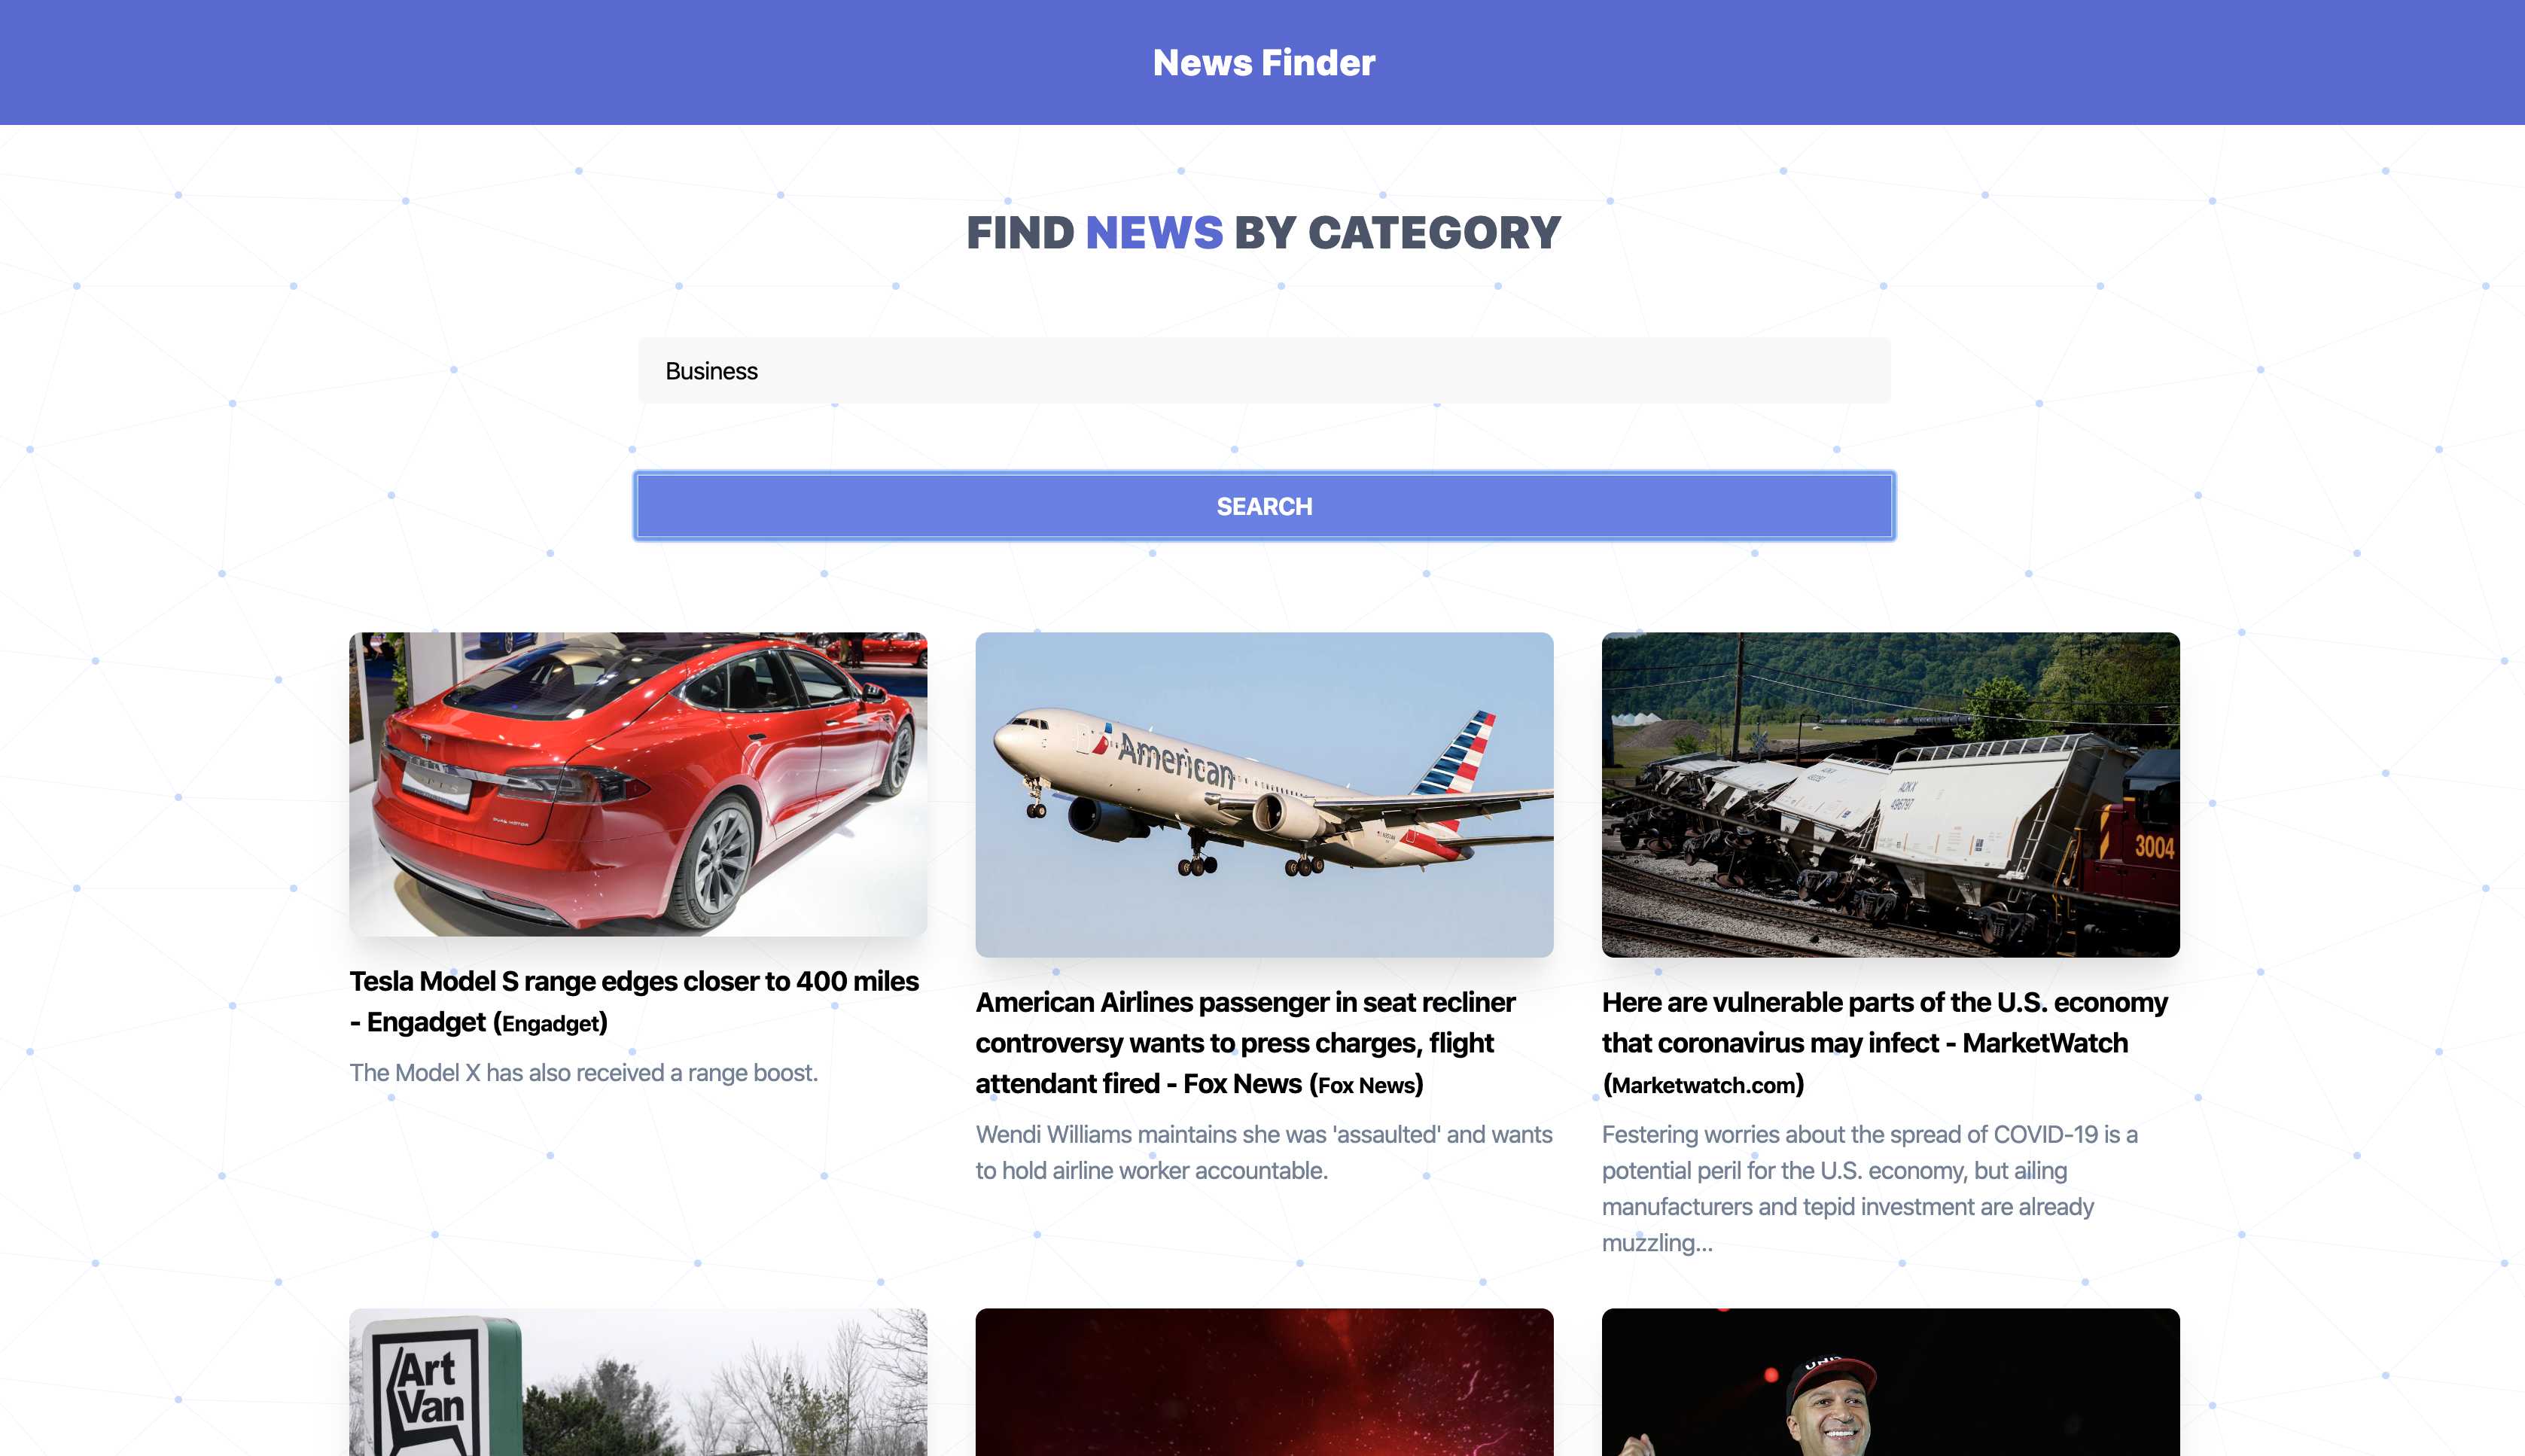 News Finder
FIND NEWS BY CATEGORY
Business
SEARCH
American
ADKX
496797
3004
Tesla Model S range edges closer to 400 miles
- Engadget (Engadget)
The Model X has also received a range boost.
American Airlines passenger in seat recliner
controversy wants to press charges, flight
attendant fired - Fox News (Fox News)
Wendi Williams maintains she was 'assaulted' and wants
to hold airline worker accountable.
Here are vulnerable parts of the U.S. economy
that coronavirus may infect - MarketWatch
(Marketwatch.com)
Festering worries about the spread of COVID-19 is a
potential peril for the U.S. economy, but ailing
manufacturers and tepid investment are already
muzzling...
Art
Van